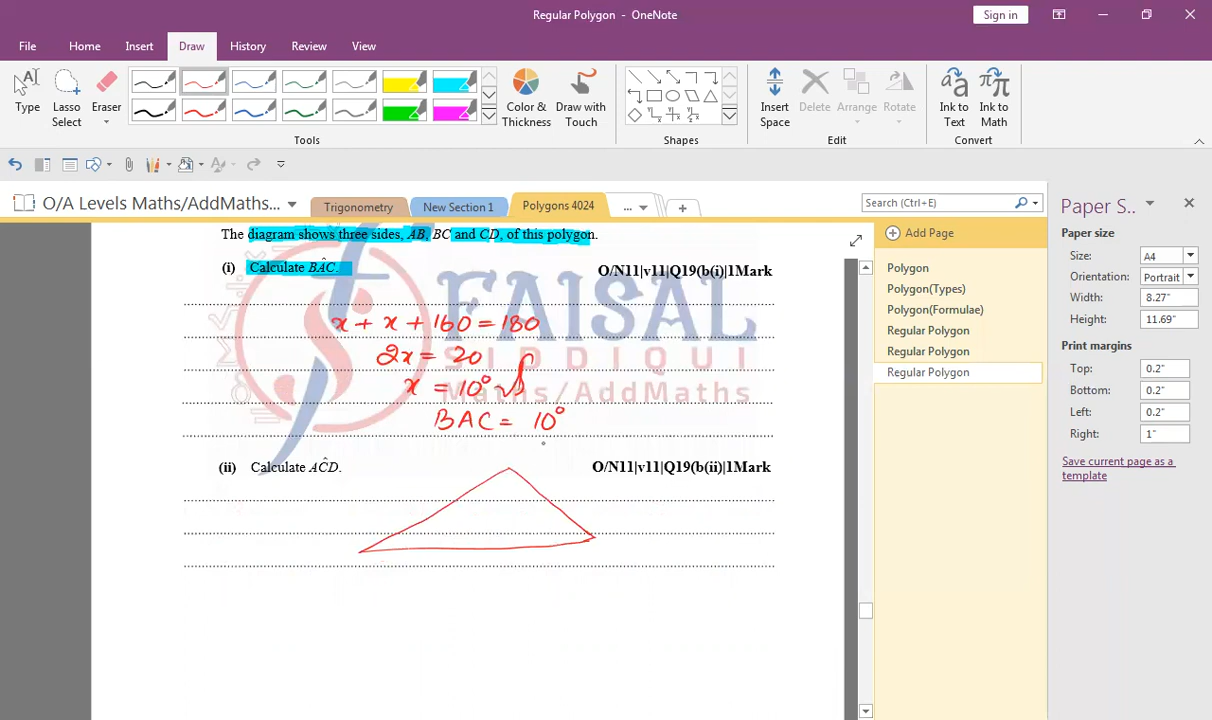 Regular Polygon - OneNote
Sign in
File Home Insert Draw History Review View
Type
Lasso Select
Eraser
Color & Thickness
Draw with Touch
Insert Space
Delete
Arrange
Rotate
Ink to Text
Ink to Math
Tools
Shapes
Edit
Convert
O/A Levels Maths/AddMaths...
Trigonometry
New Section 1
Polygons 4024
...
Search (Ctrl+E)
Add Page
Polygon
Polygon(Types)
Polygon(Formulae)
Regular Polygon
Regular Polygon
Regular Polygon
Paper S...
Paper size
Size: A4
Orientation: Portrait
Width: 8.27"
Height: 11.69"
Print margins
Top: 0.2"
Bottom: 0.2"
Left: 0.2"
Right: 1"
Save current page as a
template
The diagram shows three sides, AB, BC and CD, of this polygon.
(i) Calculate BÂC. O/N11|v11|Q19(b(i)|1Mark
x + x + 160 = 180
2x = 20
x = 10°
BAC = 10°
FAISAL
SIDDIQUI
Maths/AddMaths
(ii) Calculate AĈD. O/N11|v11|Q19(b(ii)|1Mark